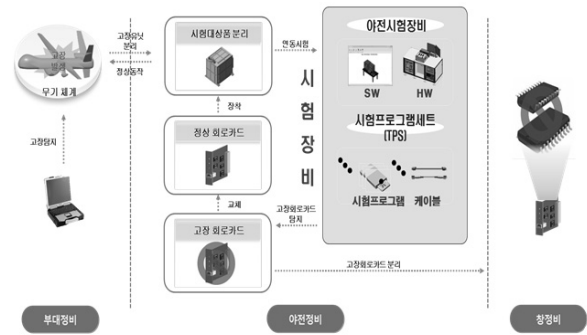 고장
발생
무기 체계
고장탐지
부대정비
고장유닛
분리
정상동작
시험대상품 분리
장착
정상 회로카드
교체
고장 회로카드
연동시험
시험장비
고장회로카드
탐지
고장회로카드 분리
야전정비
야전시험장비
SW
HW
시험프로그램세트
(TPS)
시험프로그램
케이블
창정비